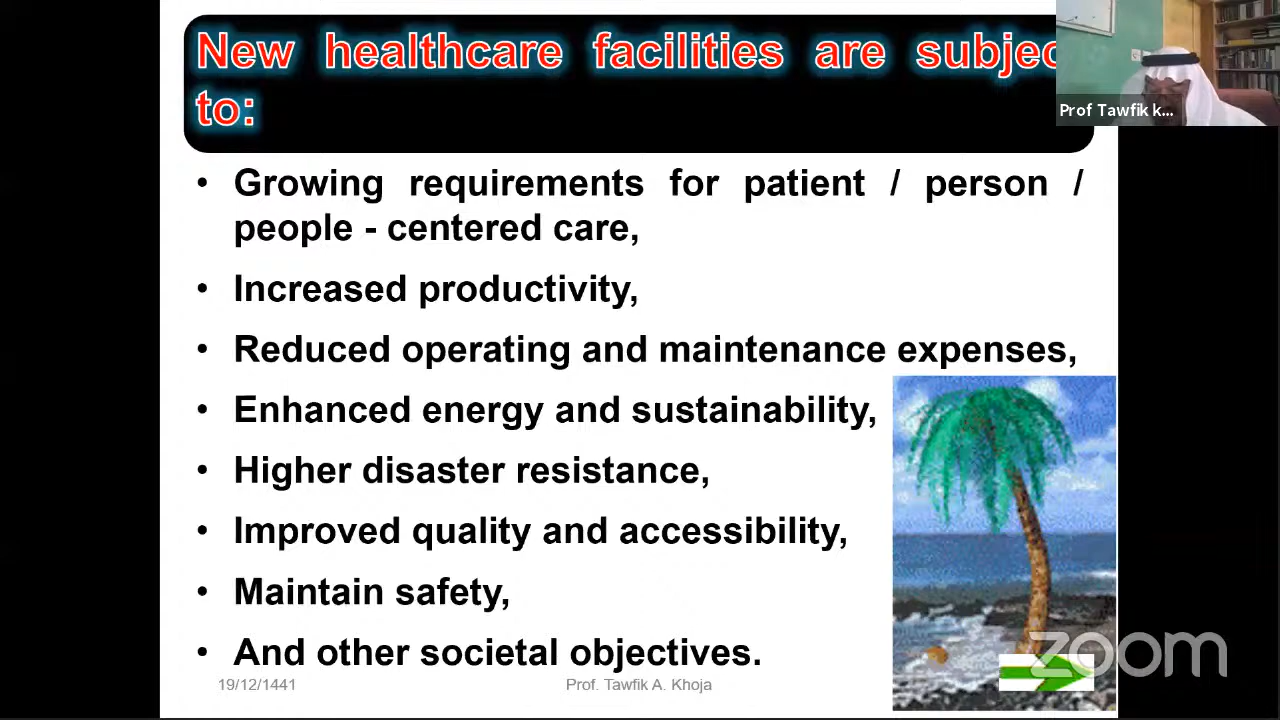 New healthcare facilities are subjec
to:
Prof Tawfik k...
• Growing requirements for patient / person /
people - centered care,
• Increased productivity,
• Reduced operating and maintenance expenses,
• Enhanced energy and sustainability,
• Higher disaster resistance,
• Improved quality and accessibility,
• Maintain safety,
• And other societal objectives.
19/12/1441
Prof. Tawfik A. Khoja
zoom